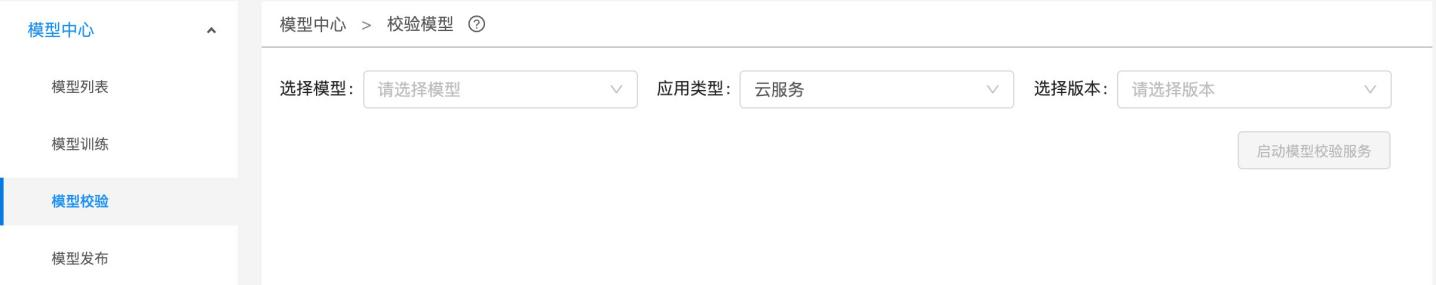 模型中心
模型列表
模型训练
模型校验
模型发布
模型中心 > 校验模型 ?
选择模型: 请选择模型 应用类型: 云服务 选择版本: 请选择版本
启动模型校验服务